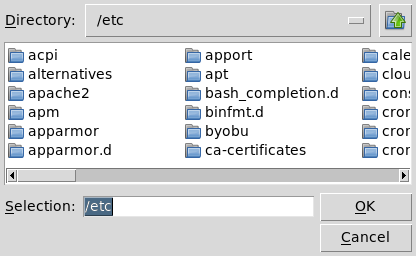 Directory: /etc
acpi apport cale
alternatives apt clou
apache2 bash_completion.d cons
apm binfmt.d cron
apparmor byobu cron
apparmor.d ca-certificates cron
Selection: /etc OK
Cancel